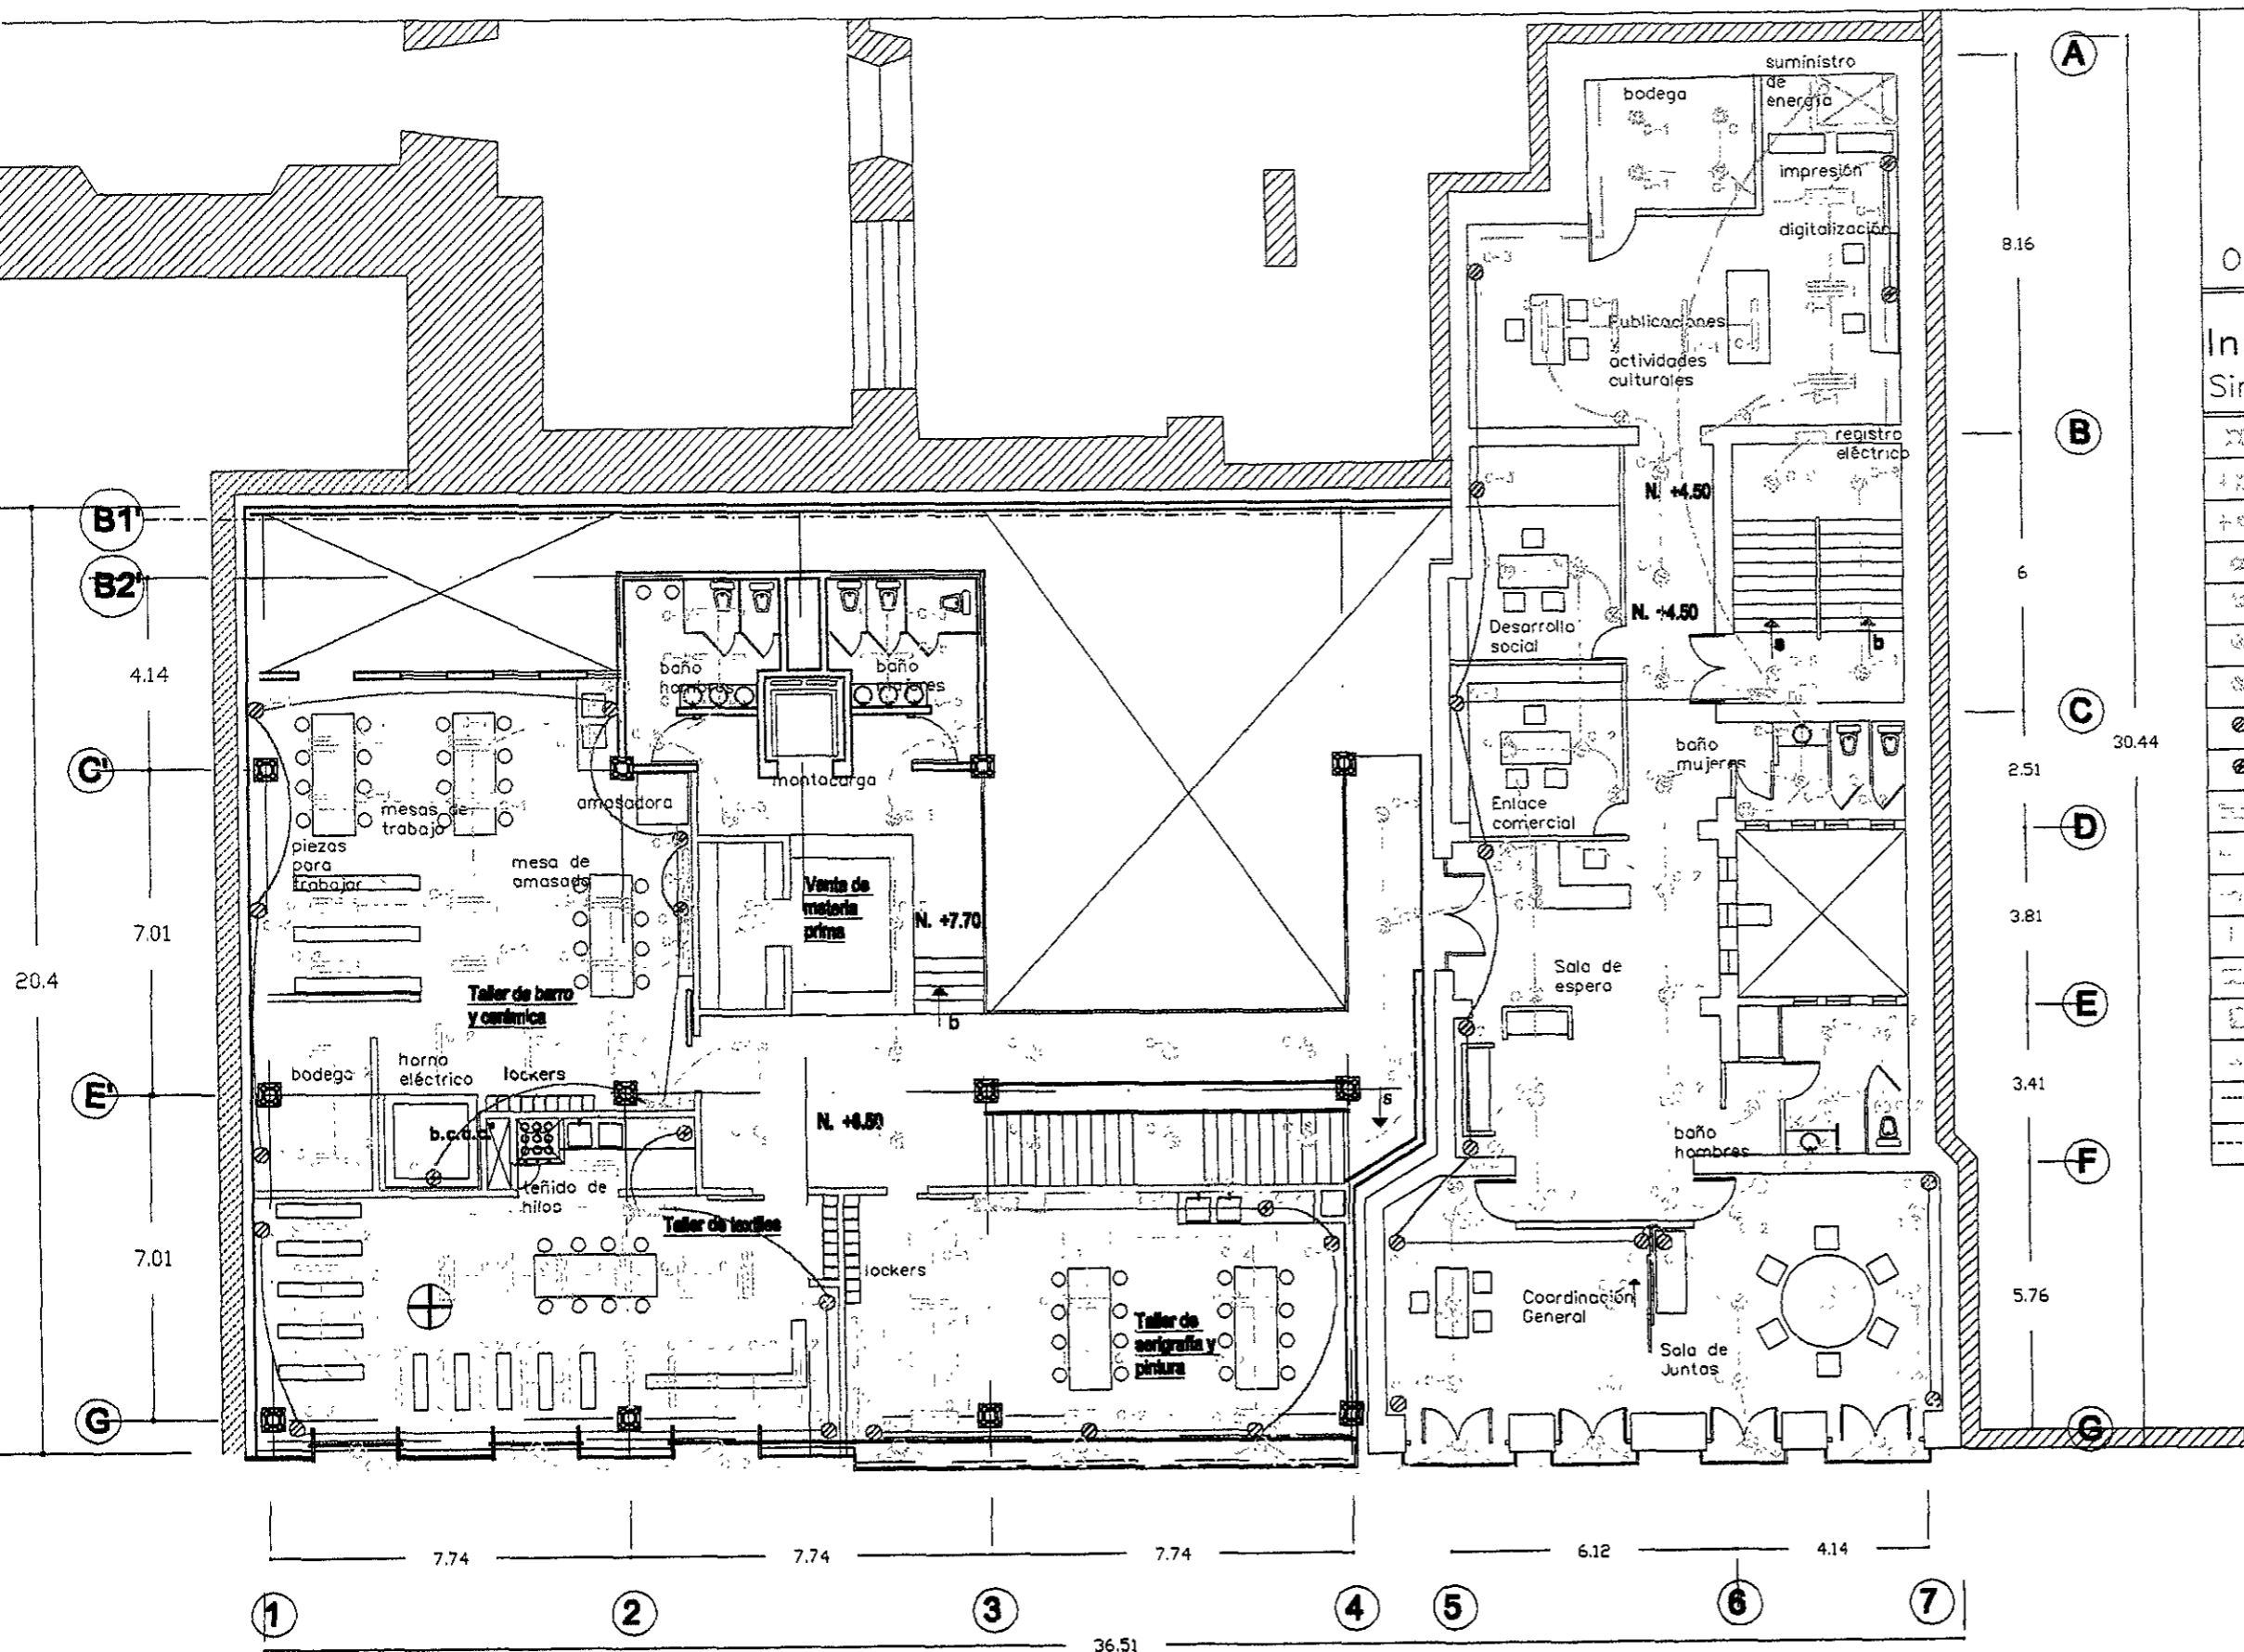 A
suministro
de
energía
bodega
impresión
digitalización
8.16
O
In
Sir
Publicaciones
actividades
culturales
B
registro
eléctrico
N. +4.50
B1'
B2'
6
N. +4.50
Desarrollo
social
a
b
4.14
baño
hombres
baño
mujeres
C
30.44
C'
montacarga
baño
mujeres
2.51
amasadora
mesas de
trabajo
Enlace
comercial
D
piezas
para
trabajar
mesa de
amasado
Venta de
materia
prima
N. +7.70
3.81
7.01
20.4
Sala de
espera
Taller de barro
y cerámica
b
E
bodega
horno
eléctrico
lockers
E'
3.41
s
N. +6.50
b.c.t.c.
baño
hombres
F
teñido de
hilos
Taller de textiles
7.01
lockers
Coordinación
General
5.76
Taller de
serigrafía y
pintura
Sala de
Juntas
G
G
7.74
7.74
7.74
6.12
4.14
1
2
3
4
5
6
7
36.51